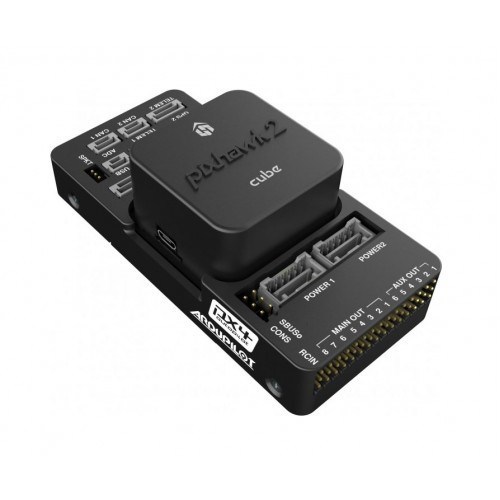 TELEM 2
GPS 2
TELAM 1
CAN 2
CAN 1
ADC
USB
SPKT
pixhawk2
cube
POWER 1
POWER2
SBUSo
CONS
RCIN
MAIN OUT
8 7 6 5 4 3 2 1
AUX OUT
6 5 4 3 2 1
PX4
ARDUPILOT